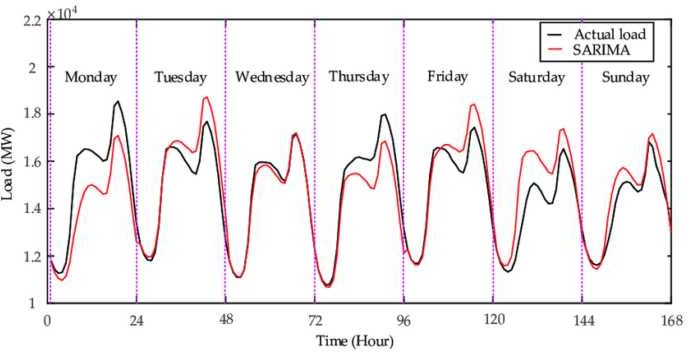 ×10⁴
2.2
2
1.8
1.6
1.4
1.2
1
Load (MW)
Actual load
SARIMA
Monday Tuesday Wednesday Thursday Friday Saturday Sunday
0 24 48 72 96 120 144 168
Time (Hour)